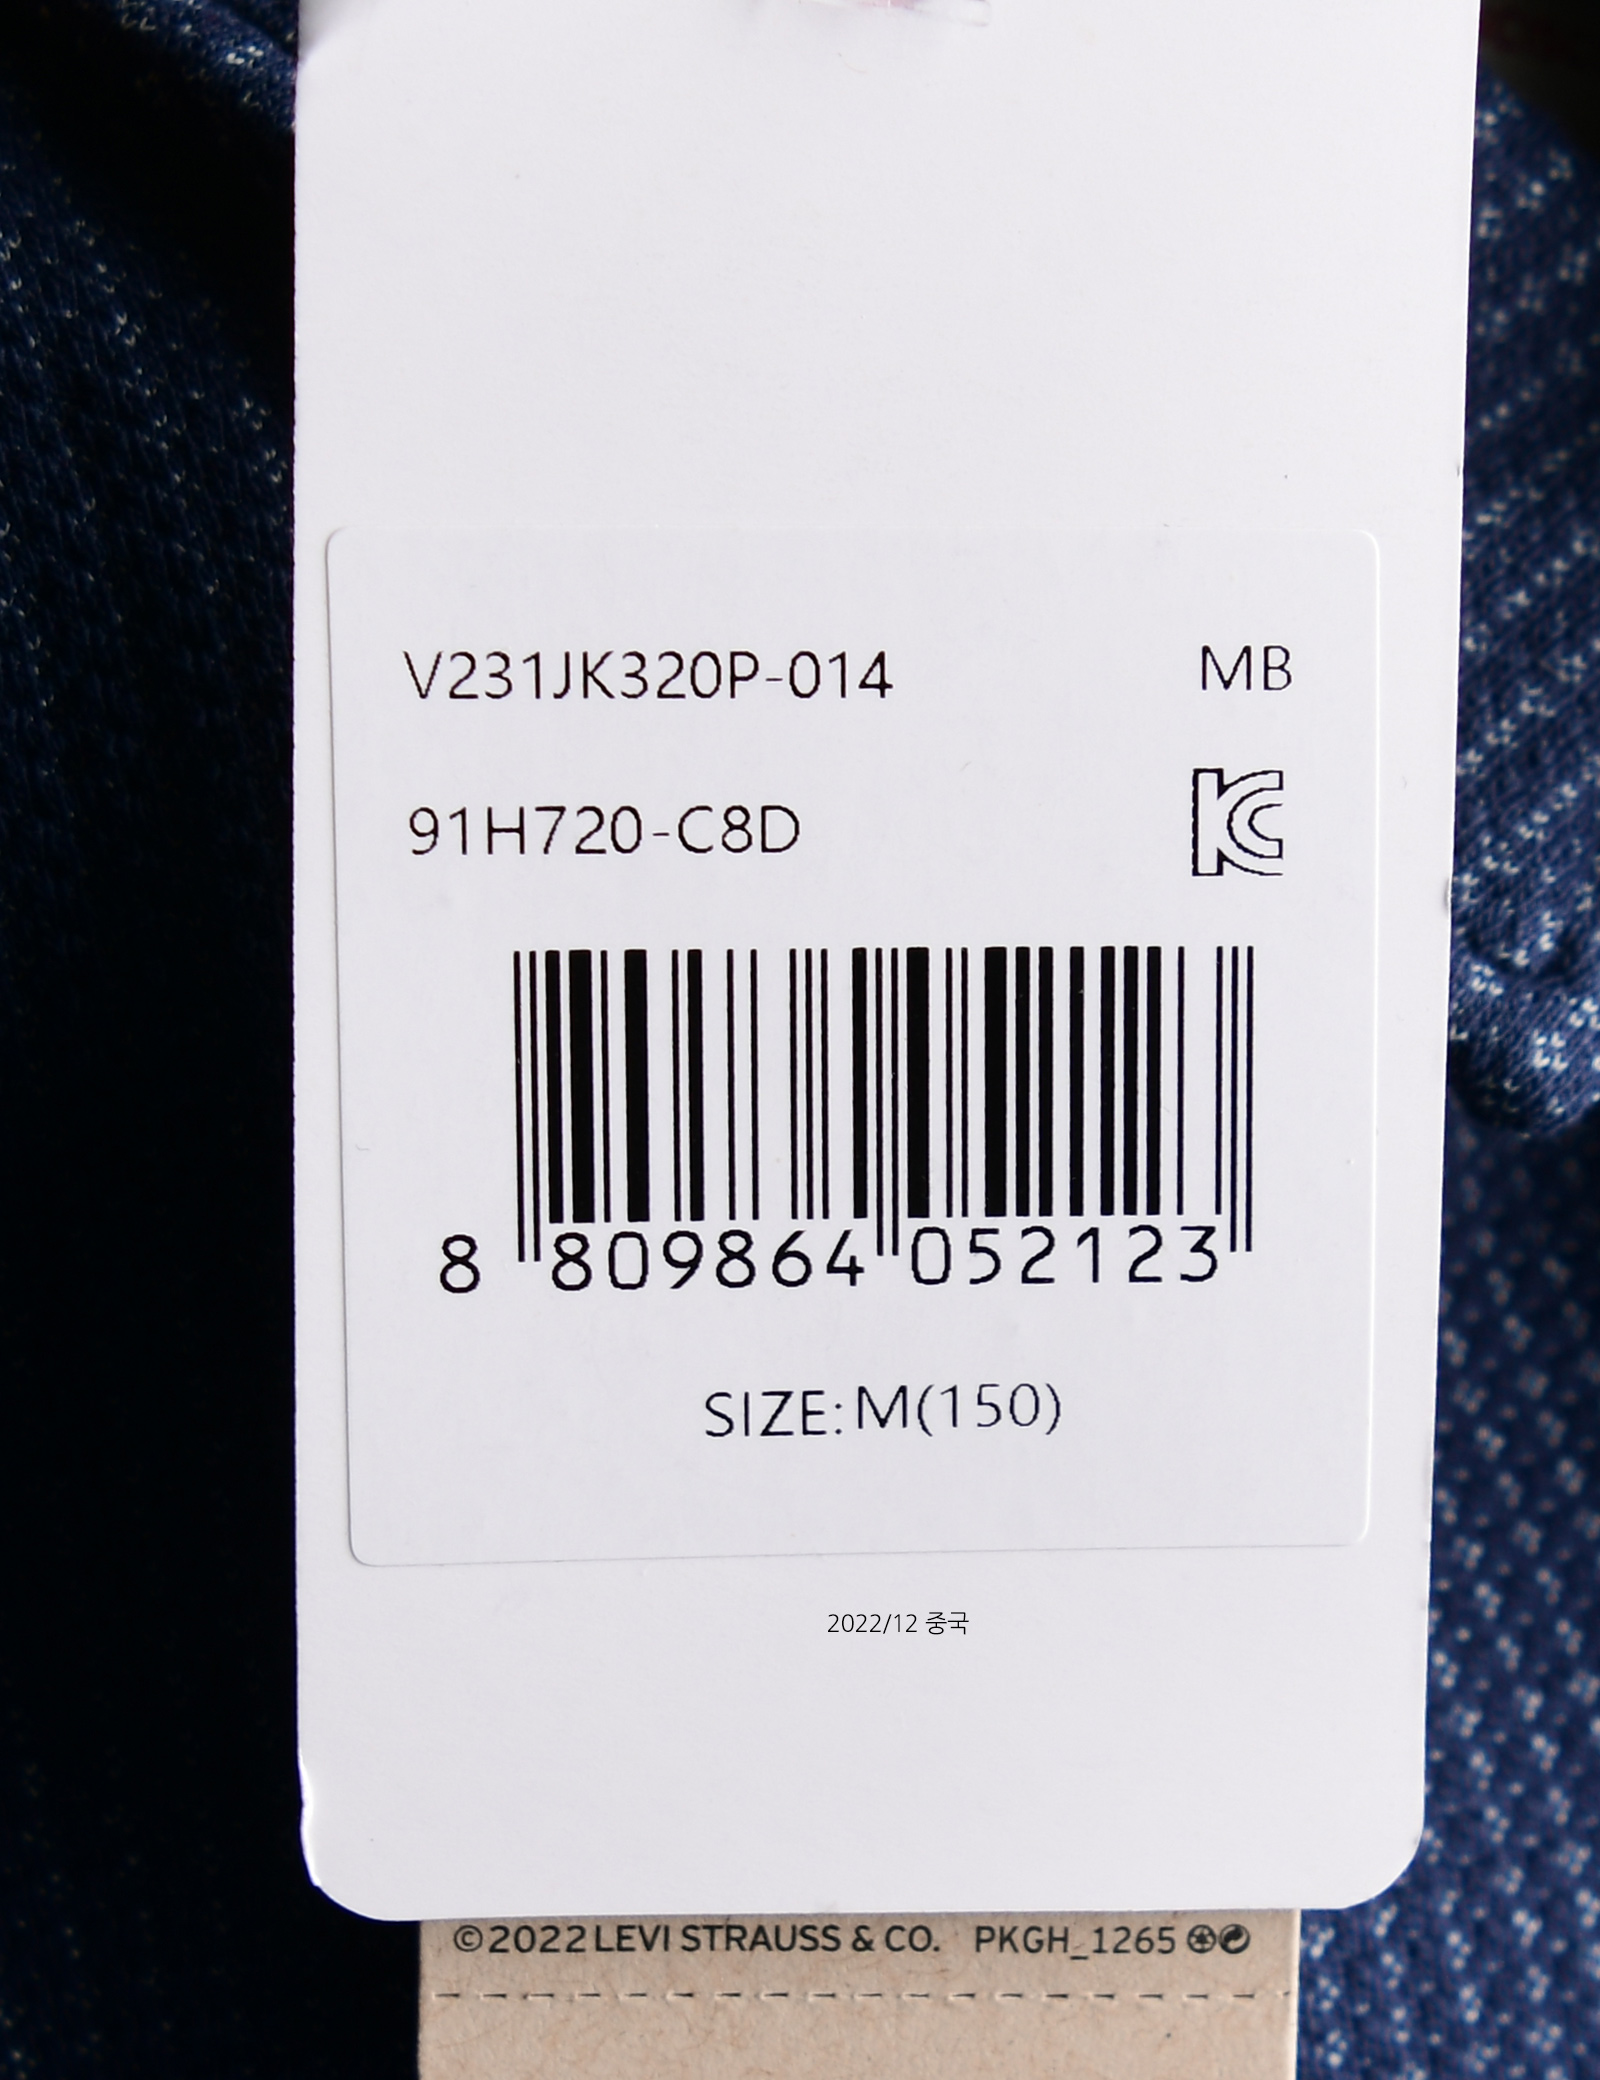 V231JK320P-014 MB
91H720-C8D KC
8 809864 052123
SIZE:M(150)
2022/12 중국
©2022 LEVI STRAUSS & CO. PKGH_1265